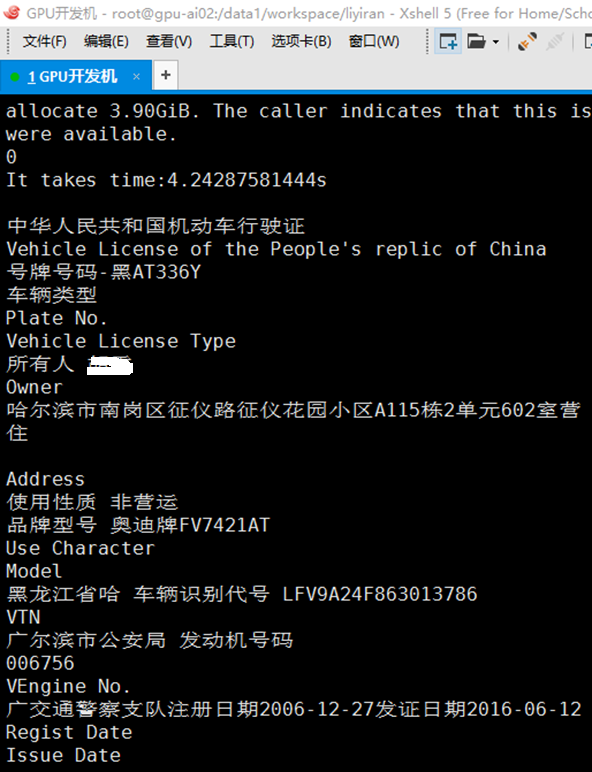 GPU开发机 - root@gpu-ai02:/data1/workspace/liyiran - Xshell 5 (Free for Home/Scho
文件(F) 编辑(E) 查看(V) 工具(T) 选项卡(B) 窗口(W)
1 GPU开发机 × +
allocate 3.90GiB. The caller indicates that this is
were available.
0
It takes time:4.24287581444s
中华人民共和国机动车行驶证
Vehicle License of the People's replic of China
号牌号码-黑AT336Y
车辆类型
Plate No.
Vehicle License Type
所有人
Owner
哈尔滨市南岗区征仪路征仪花园小区A115栋2单元602室营
住
Address
使用性质 非营运
品牌型号 奥迪牌FV7421AT
Use Character
Model
黑龙江省哈 车辆识别代号 LFV9A24F863013786
VTN
广尔滨市公安局 发动机号码
006756
VEngine No.
广交通警察支队注册日期2006-12-27发证日期2016-06-12
Regist Date
Issue Date